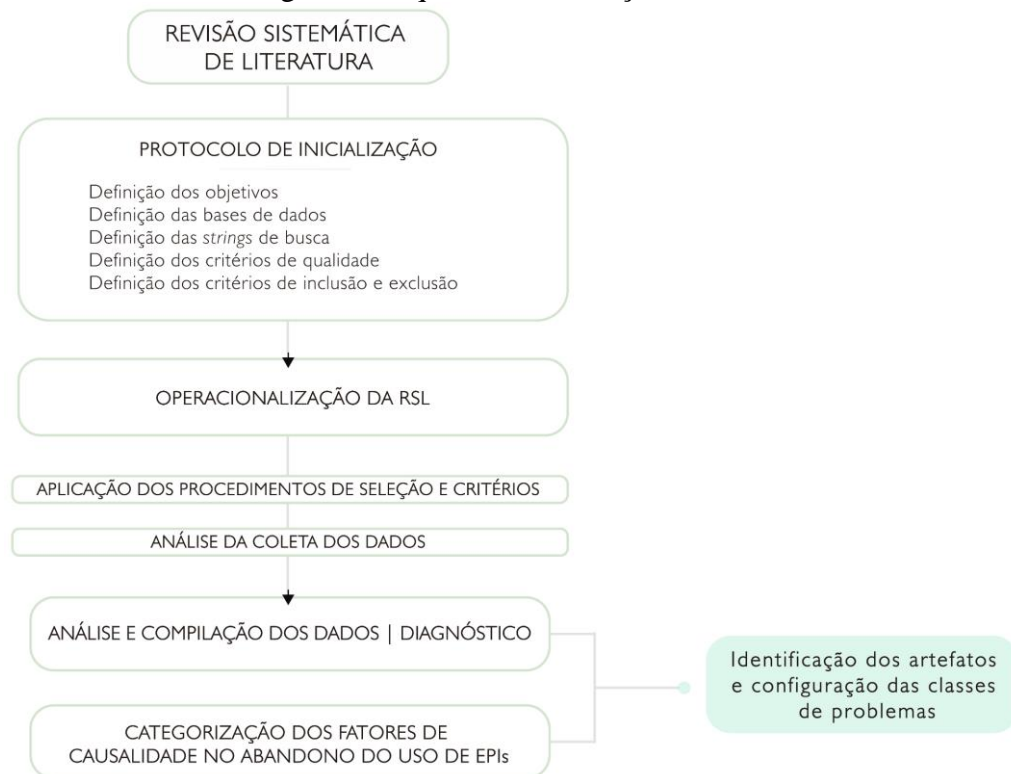 REVISÃO SISTEMÁTICA
DE LITERATURA
PROTOCOLO DE INICIALIZAÇÃO
Definição dos objetivos
Definição das bases de dados
Definição das strings de busca
Definição dos critérios de qualidade
Definição dos critérios de inclusão e exclusão
OPERACIONALIZAÇÃO DA RSL
APLICAÇÃO DOS PROCEDIMENTOS DE SELEÇÃO E CRITÉRIOS
ANÁLISE DA COLETA DOS DADOS
ANÁLISE E COMPILAÇÃO DOS DADOS | DIAGNÓSTICO
CATEGORIZAÇÃO DOS FATORES DE
CAUSALIDADE NO ABANDONO DO USO DE EPIs
Identificação dos artefatos
e configuração das classes
de problemas